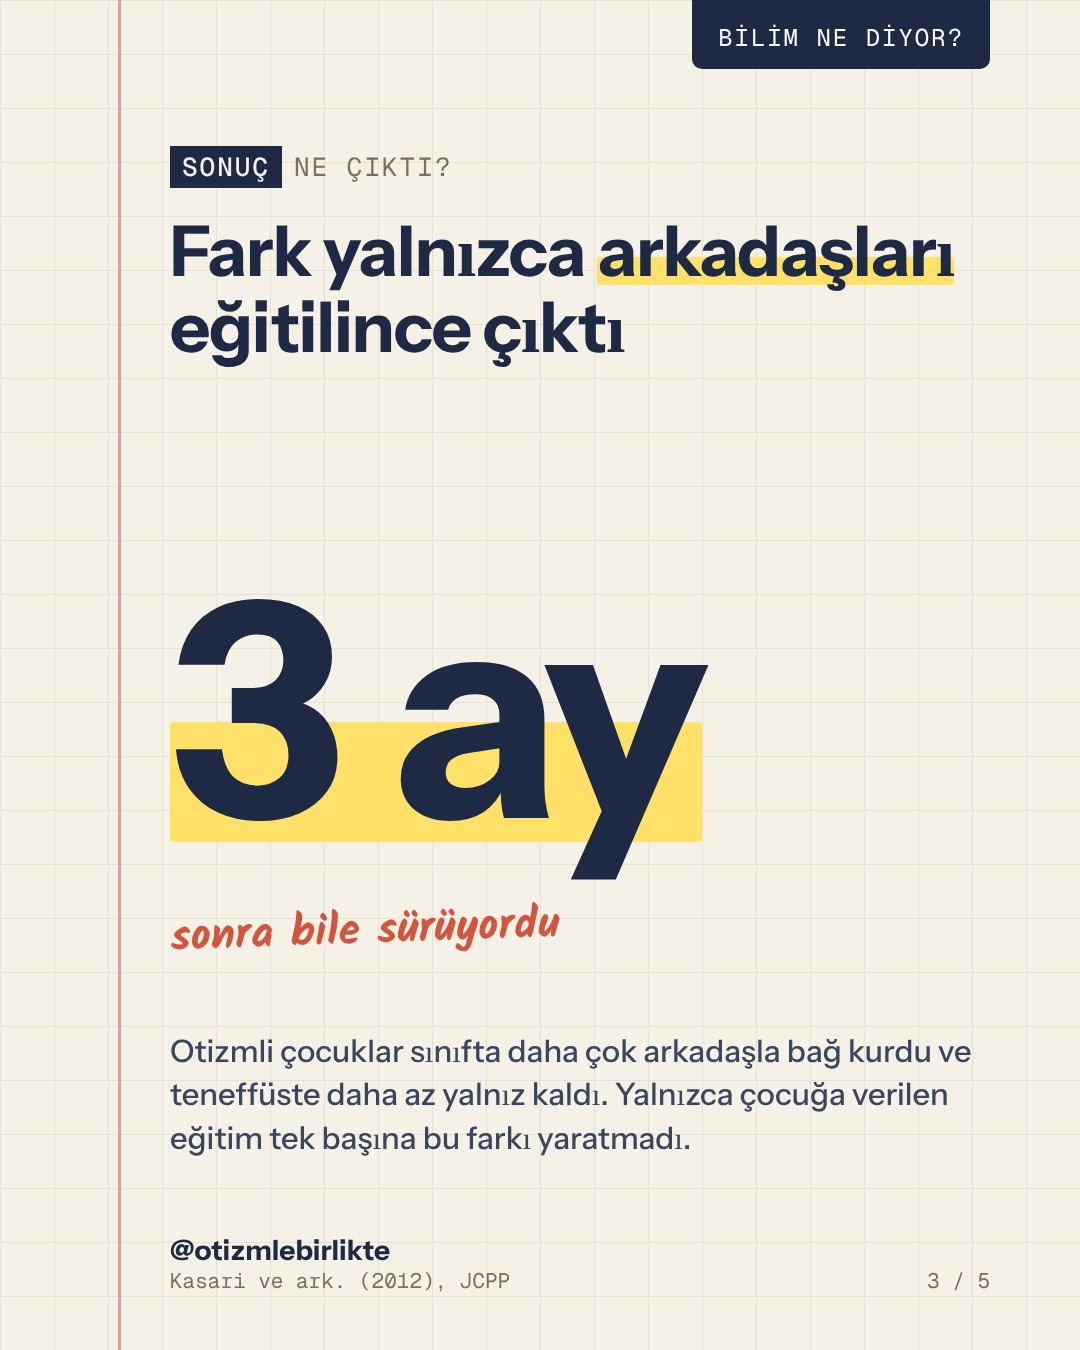 BİLİM NE DİYOR?
SONUÇ NE ÇIKTI?
Fark yalnızca arkadaşları
eğitilince çıktı
3 ay
sonra bile sürüyordu
Otizmli çocuklar sınıfta daha çok arkadaşla bağ kurdu ve
teneffüste daha az yalnız kaldı. Yalnızca çocuğa verilen
eğitim tek başına bu farkı yaratmadı.
@otizmlebirlikte
Kasari ve ark. (2012), JCPP
3 / 5